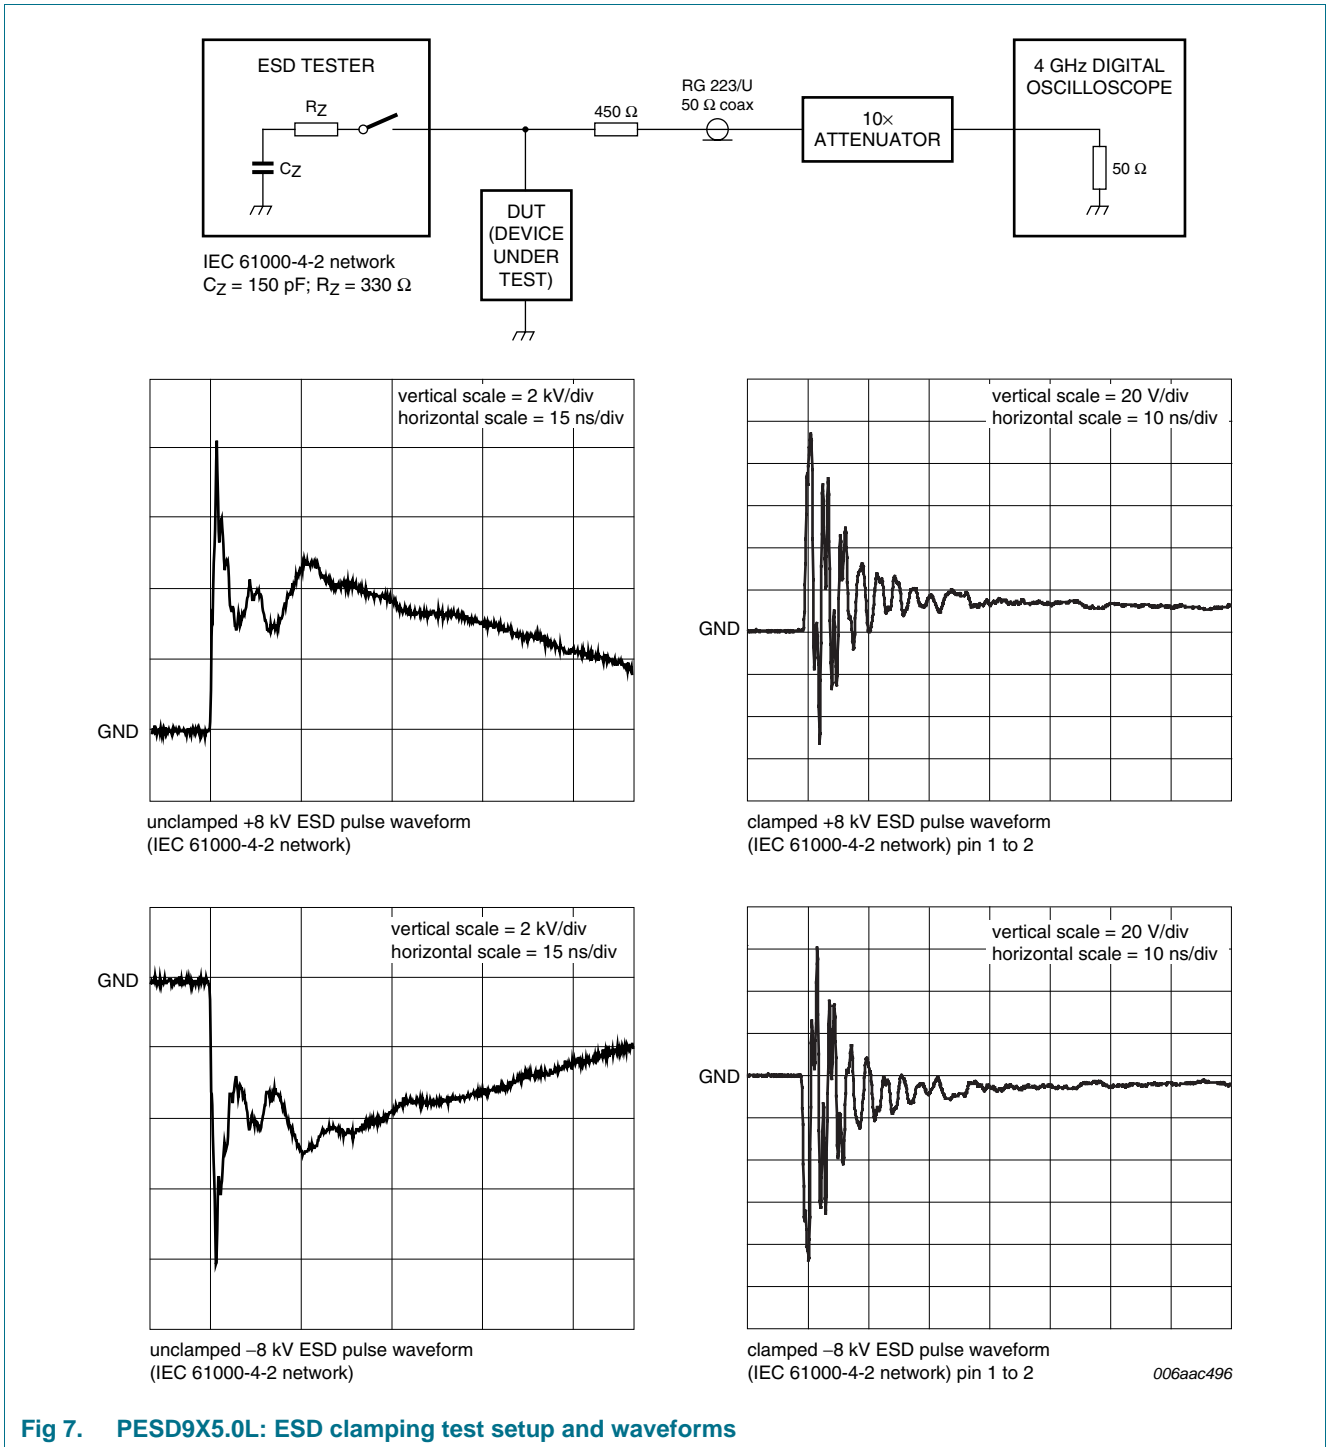 ESD TESTER
RZ
CZ
IEC 61000-4-2 network
CZ = 150 pF; RZ = 330 Ω
DUT
(DEVICE
UNDER
TEST)
450 Ω
RG 223/U
50 Ω coax
10×
ATTENUATOR
4 GHz DIGITAL
OSCILLOSCOPE
50 Ω
vertical scale = 2 kV/div
horizontal scale = 15 ns/div
GND
unclamped +8 kV ESD pulse waveform
(IEC 61000-4-2 network)
vertical scale = 20 V/div
horizontal scale = 10 ns/div
GND
clamped +8 kV ESD pulse waveform
(IEC 61000-4-2 network) pin 1 to 2
vertical scale = 2 kV/div
horizontal scale = 15 ns/div
GND
unclamped −8 kV ESD pulse waveform
(IEC 61000-4-2 network)
vertical scale = 20 V/div
horizontal scale = 10 ns/div
GND
clamped −8 kV ESD pulse waveform
(IEC 61000-4-2 network) pin 1 to 2
006aac496
Fig 7. PESD9X5.0L: ESD clamping test setup and waveforms